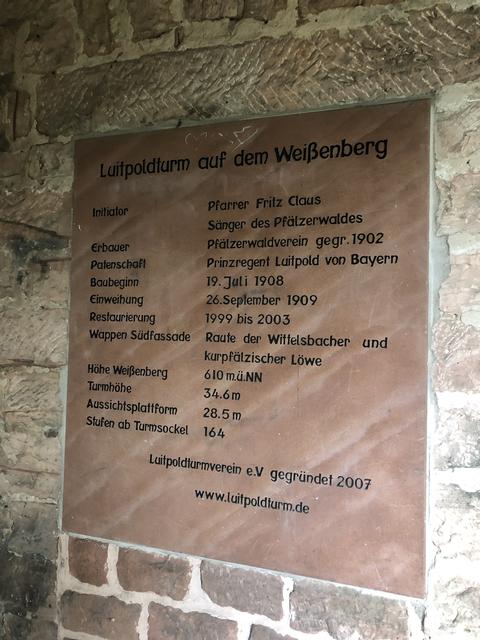 Luitpoldturm auf dem Weißenberg
Initiator Pfarrer Fritz Claus
Sänger des Pfälzerwaldes
Erbauer Pfälzerwaldverein gegr. 1902
Patenschaft Prinzregent Luitpold von Bayern
Baubeginn 19. Juli 1908
Einweihung 26. September 1909
Restaurierung 1999 bis 2003
Wappen Südfassade Raute der Wittelsbacher und
kurpfälzischer Löwe
Höhe Weißenberg 610 m.ü.NN
Turmhöhe 34.6 m
Aussichtsplattform 28.5 m
Stufen ab Turmsockel 164
Luitpoldturmverein e.V gegründet 2007
www.luitpoldturm.de